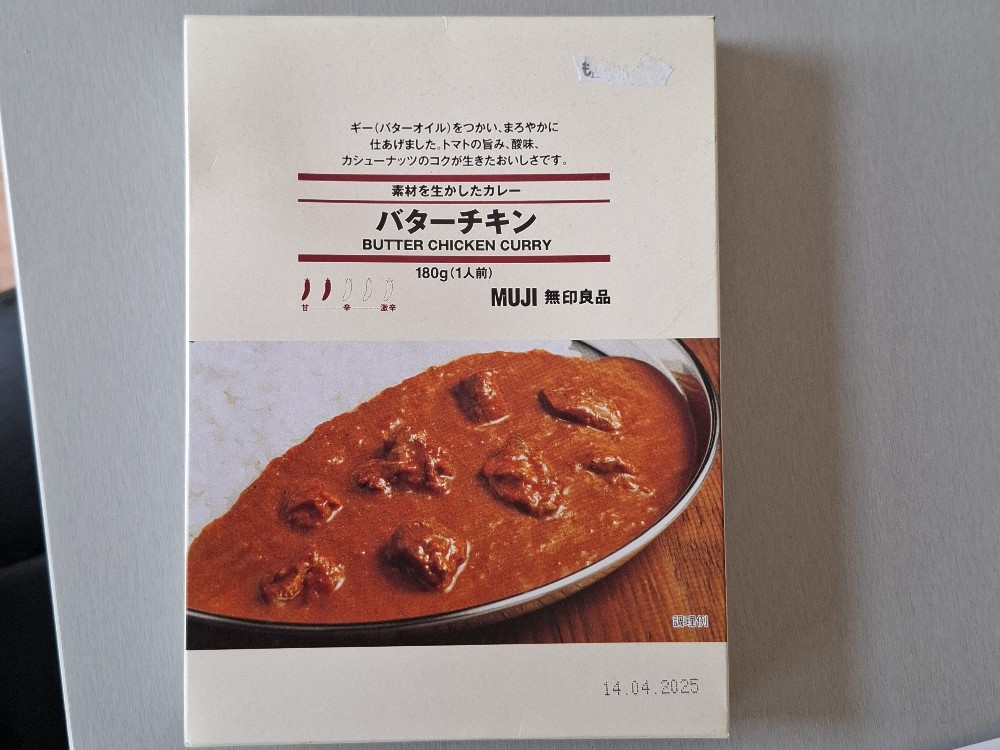 も
ギー(バターオイル)をつかい、まろやかに
仕あげました。トマトの旨み、酸味、
カシューナッツのコクが生きたおいしさです。
素材を生かしたカレー
バターチキン
BUTTER CHICKEN CURRY
180g(1人前)
甘 辛 激辛
MUJI 無印良品
調理例
14.04.2025